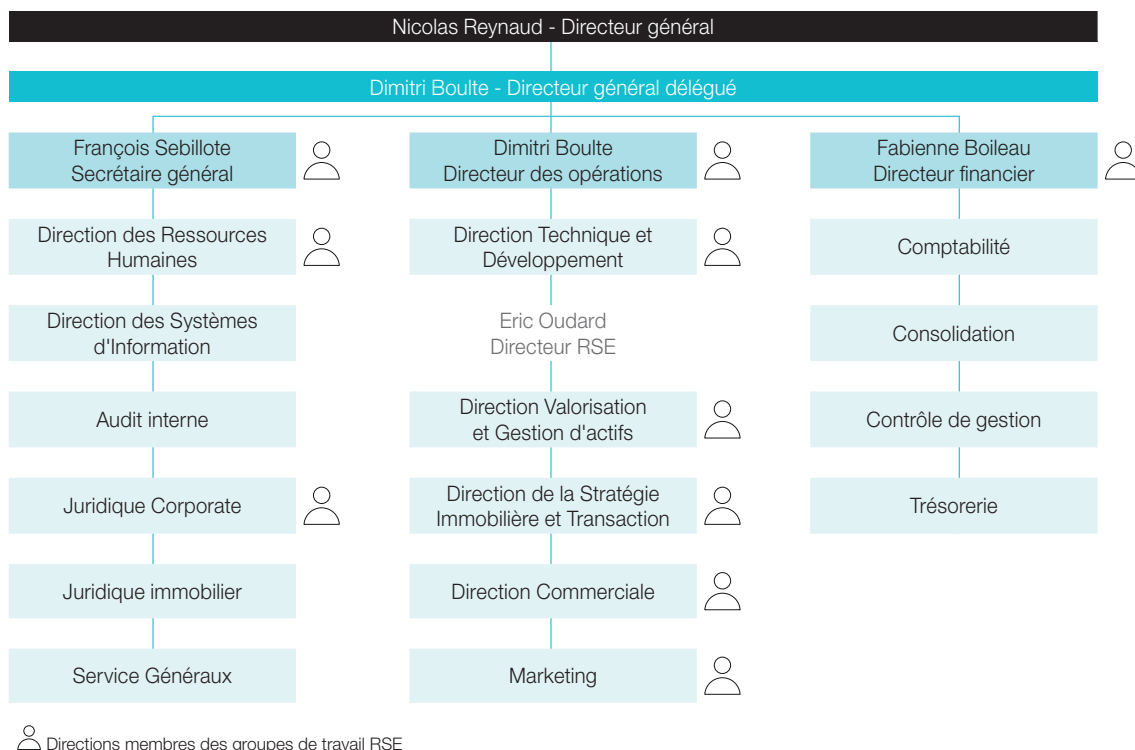 Nicolas Reynaud - Directeur général
Dimitri Boulte - Directeur général délégué
François Sebillote
Secrétaire général
Direction des Ressources
Humaines
Direction des Systèmes
d'Information
Audit interne
Juridique Corporate
Juridique immobilier
Service Généraux
Dimitri Boulte
Directeur des opérations
Direction Technique et
Développement
Eric Oudard
Directeur RSE
Direction Valorisation
et Gestion d'actifs
Direction de la Stratégie
Immobilière et Transaction
Direction Commerciale
Marketing
Fabienne Boileau
Directeur financier
Comptabilité
Consolidation
Contrôle de gestion
Trésorerie
Directions membres des groupes de travail RSE